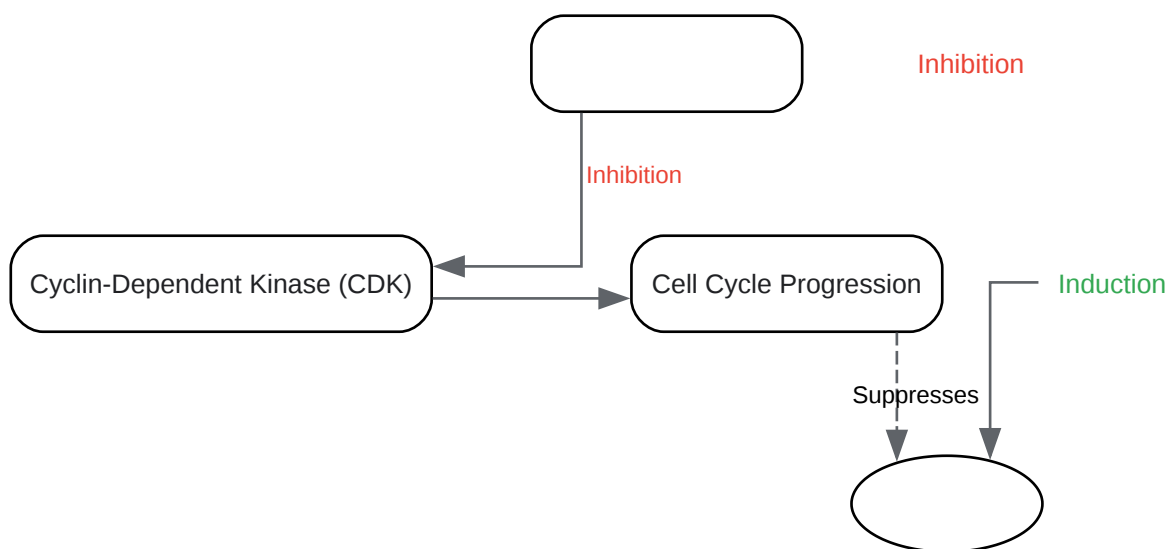 Inhibition
Inhibition
Cyclin-Dependent Kinase (CDK)
Cell Cycle Progression
Induction
Suppresses